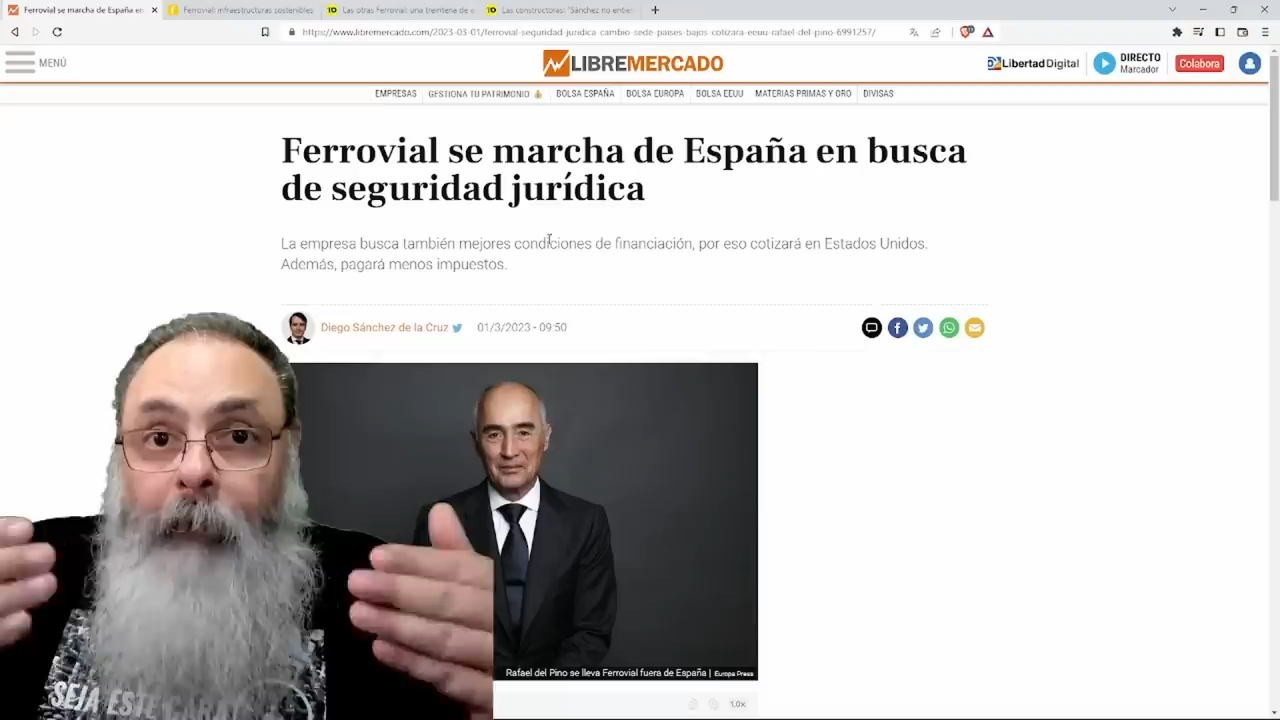 Ferrovial se marcha de España en
Ferrovial: infraestructuras sostenibles
Las otras Ferrovial: una treintena de e
Las constructoras: "Sánchez no entien
https://www.libremercado.com/2023-03-01/ferrovial-seguridad-juridica-cambio-sede-paises-bajos-cotizara-eeuu-rafael-del-pino-6991257/
MENÚ
LIBREMERCADO
Libertad Digital
DIRECTO
Marcador
Colabora
EMPRESAS
GESTIONA TU PATRIMONIO
BOLSA ESPAÑA
BOLSA EUROPA
BOLSA EEUU
MATERIAS PRIMAS Y ORO
DIVISAS
Ferrovial se marcha de España en busca
de seguridad jurídica
La empresa busca también mejores condiciones de financiación, por eso cotizará en Estados Unidos.
Además, pagará menos impuestos.
Diego Sánchez de la Cruz
01/3/2023 - 09:50
Rafael del Pino se lleva Ferrovial fuera de España | Europa Press
1.0x
SEJA ESTE